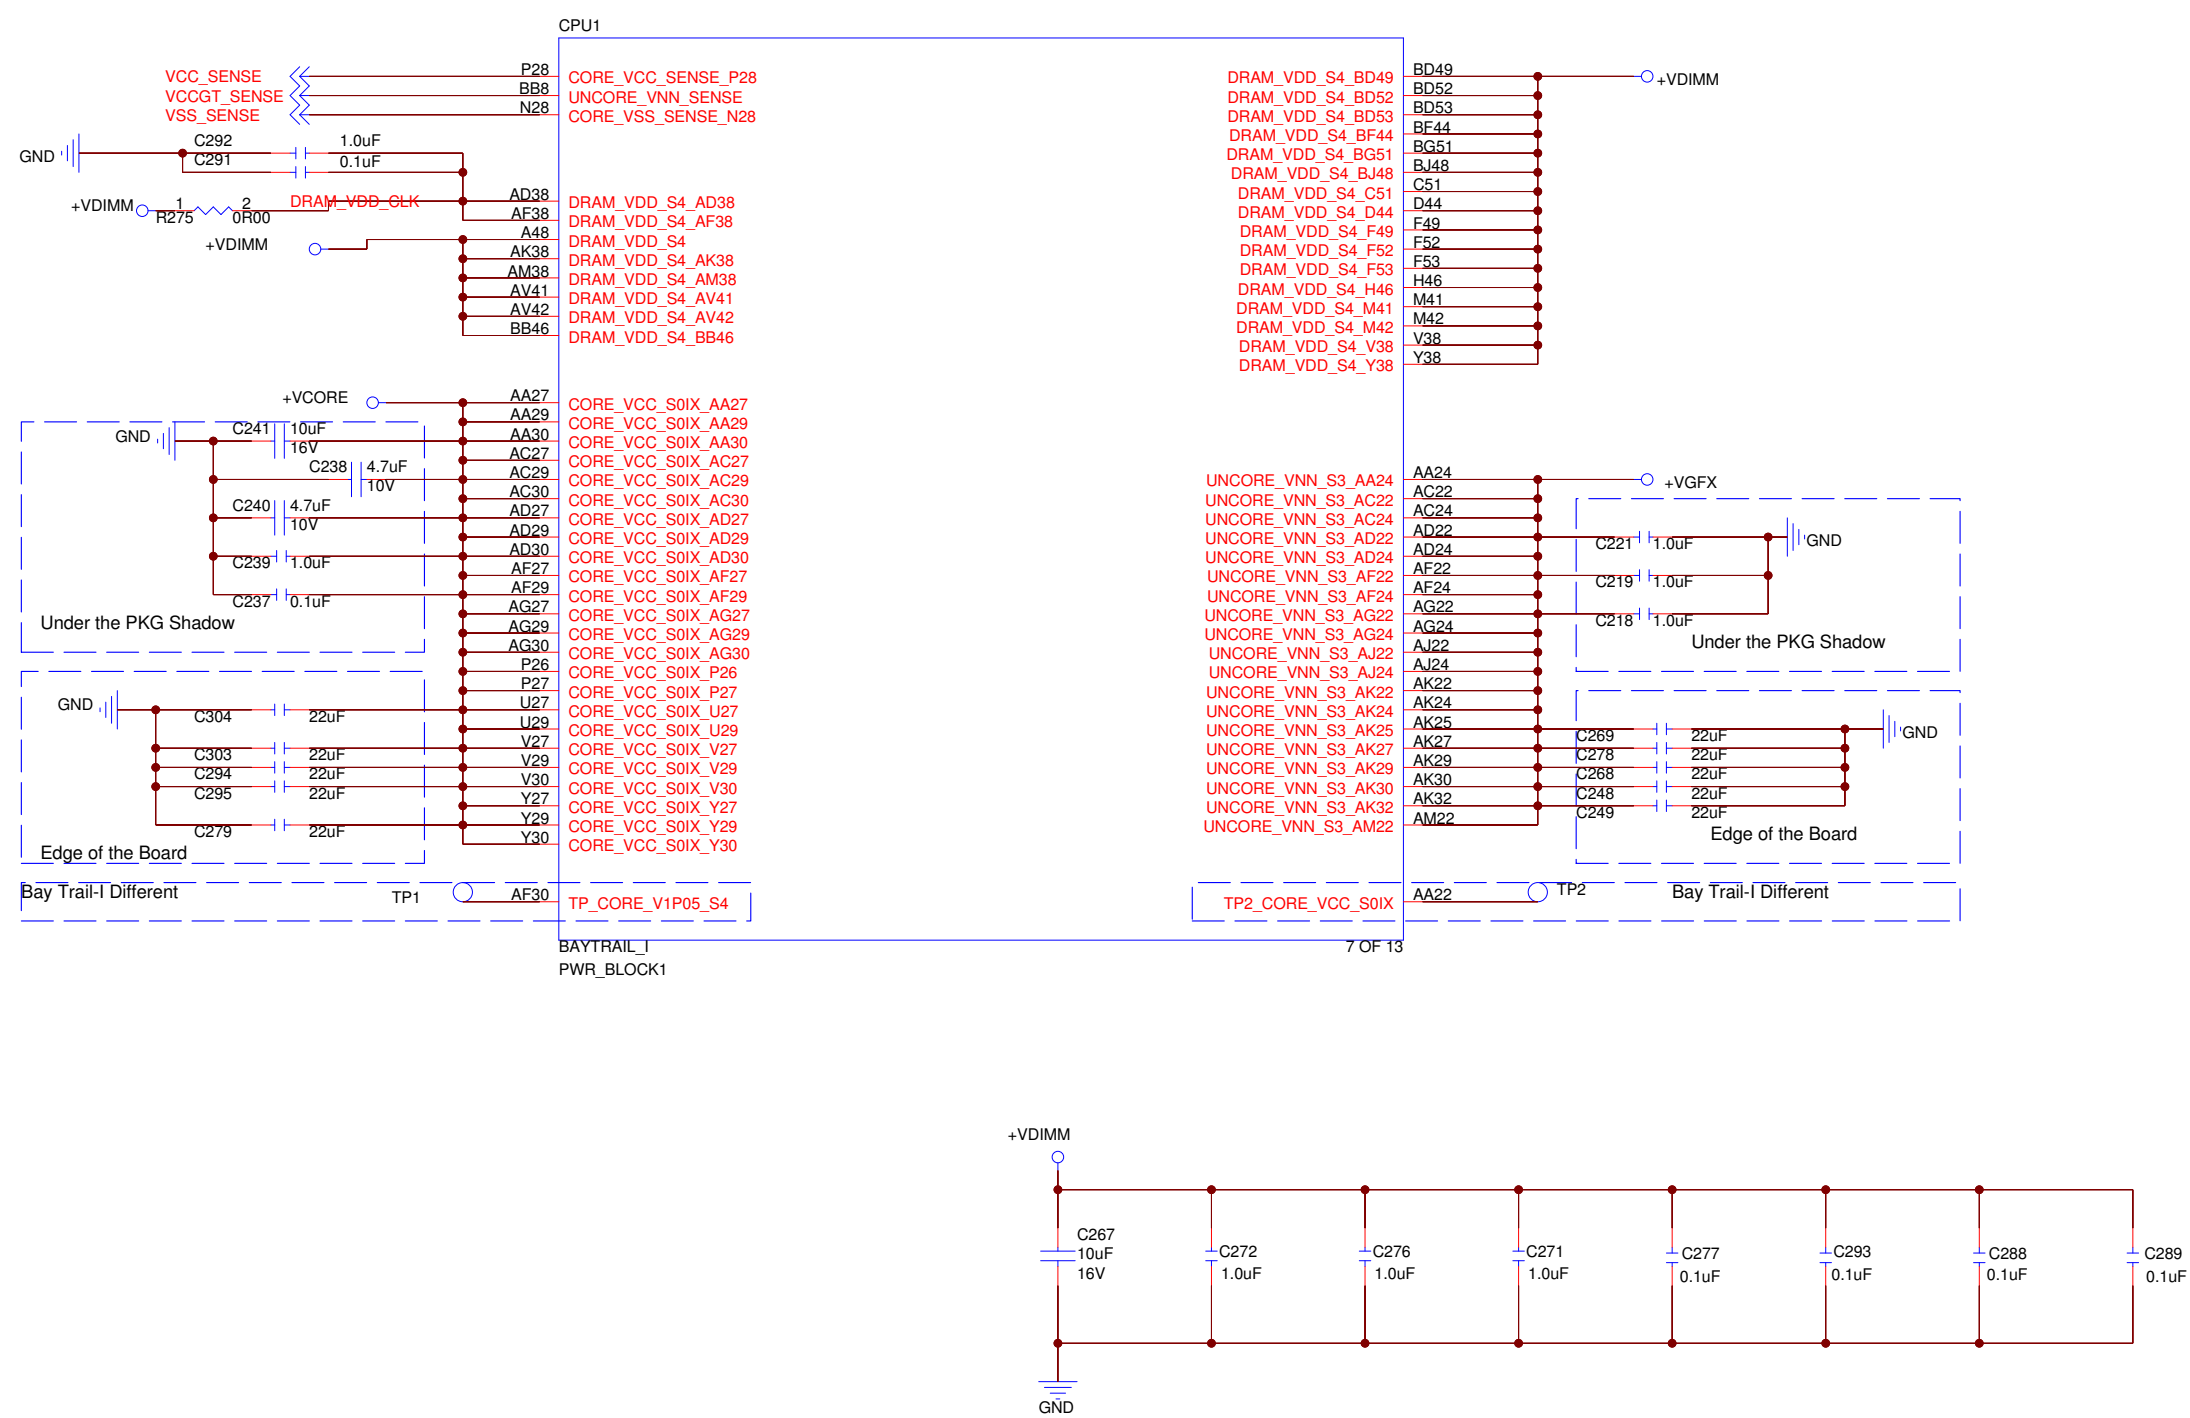 CPU1
VCC_SENSE
P28
CORE_VCC_SENSE_P28
VCCGT_SENSE
BB8
UNCORE_VNN_SENSE
VSS_SENSE
N28
CORE_VSS_SENSE_N28
GND
C292
1.0uF
C291
0.1uF
+VDIMM
1
R275
2
0R00
DRAM_VDD_CLK
AD38
DRAM_VDD_S4_AD38
AF38
DRAM_VDD_S4_AF38
+VDIMM
A48
DRAM_VDD_S4
AK38
DRAM_VDD_S4_AK38
AM38
DRAM_VDD_S4_AM38
AV41
DRAM_VDD_S4_AV41
AV42
DRAM_VDD_S4_AV42
BB46
DRAM_VDD_S4_BB46
+VCORE
AA27
CORE_VCC_S0IX_AA27
AA29
CORE_VCC_S0IX_AA29
AA30
CORE_VCC_S0IX_AA30
AC27
CORE_VCC_S0IX_AC27
AC29
CORE_VCC_S0IX_AC29
AC30
CORE_VCC_S0IX_AC30
AD27
CORE_VCC_S0IX_AD27
AD29
CORE_VCC_S0IX_AD29
AD30
CORE_VCC_S0IX_AD30
AF27
CORE_VCC_S0IX_AF27
AF29
CORE_VCC_S0IX_AF29
AG27
CORE_VCC_S0IX_AG27
AG29
CORE_VCC_S0IX_AG29
AG30
CORE_VCC_S0IX_AG30
P26
CORE_VCC_S0IX_P26
P27
CORE_VCC_S0IX_P27
U27
CORE_VCC_S0IX_U27
U29
CORE_VCC_S0IX_U29
V27
CORE_VCC_S0IX_V27
V29
CORE_VCC_S0IX_V29
V30
CORE_VCC_S0IX_V30
Y27
CORE_VCC_S0IX_Y27
Y29
CORE_VCC_S0IX_Y29
Y30
CORE_VCC_S0IX_Y30
GND
C241
10uF
16V
C238
4.7uF
10V
C240
4.7uF
10V
C239
1.0uF
C237
0.1uF
Under the PKG Shadow
GND
C304
22uF
C303
22uF
C294
22uF
C295
22uF
C279
22uF
Edge of the Board
Bay Trail-I Different
TP1
AF30
TP_CORE_V1P05_S4
BAYTRAIL_I
PWR_BLOCK1
DRAM_VDD_S4_BD49
BD49
+VDIMM
DRAM_VDD_S4_BD52
BD52
DRAM_VDD_S4_BD53
BD53
DRAM_VDD_S4_BF44
BF44
DRAM_VDD_S4_BG51
BG51
DRAM_VDD_S4_BJ48
BJ48
DRAM_VDD_S4_C51
C51
DRAM_VDD_S4_D44
D44
DRAM_VDD_S4_F49
F49
DRAM_VDD_S4_F52
F52
DRAM_VDD_S4_F53
F53
DRAM_VDD_S4_H46
H46
DRAM_VDD_S4_M41
M41
DRAM_VDD_S4_M42
M42
DRAM_VDD_S4_V38
V38
DRAM_VDD_S4_Y38
Y38
UNCORE_VNN_S3_AA24
AA24
+VGFX
UNCORE_VNN_S3_AC22
AC22
UNCORE_VNN_S3_AC24
AC24
UNCORE_VNN_S3_AD22
AD22
UNCORE_VNN_S3_AD24
AD24
UNCORE_VNN_S3_AF22
AF22
UNCORE_VNN_S3_AF24
AF24
UNCORE_VNN_S3_AG22
AG22
UNCORE_VNN_S3_AG24
AG24
UNCORE_VNN_S3_AJ22
AJ22
UNCORE_VNN_S3_AJ24
AJ24
UNCORE_VNN_S3_AK22
AK22
UNCORE_VNN_S3_AK24
AK24
UNCORE_VNN_S3_AK25
AK25
UNCORE_VNN_S3_AK27
AK27
UNCORE_VNN_S3_AK29
AK29
UNCORE_VNN_S3_AK30
AK30
UNCORE_VNN_S3_AK32
AK32
UNCORE_VNN_S3_AM22
AM22
C221
1.0uF
GND
C219
1.0uF
C218
1.0uF
Under the PKG Shadow
C269
22uF
GND
C278
22uF
C268
22uF
C248
22uF
C249
22uF
Edge of the Board
TP2_CORE_VCC_S0IX
AA22
TP2
Bay Trail-I Different
7 OF 13
+VDIMM
C267
10uF
16V
C272
1.0uF
C276
1.0uF
C271
1.0uF
C277
0.1uF
C293
0.1uF
C288
0.1uF
C289
0.1uF
GND